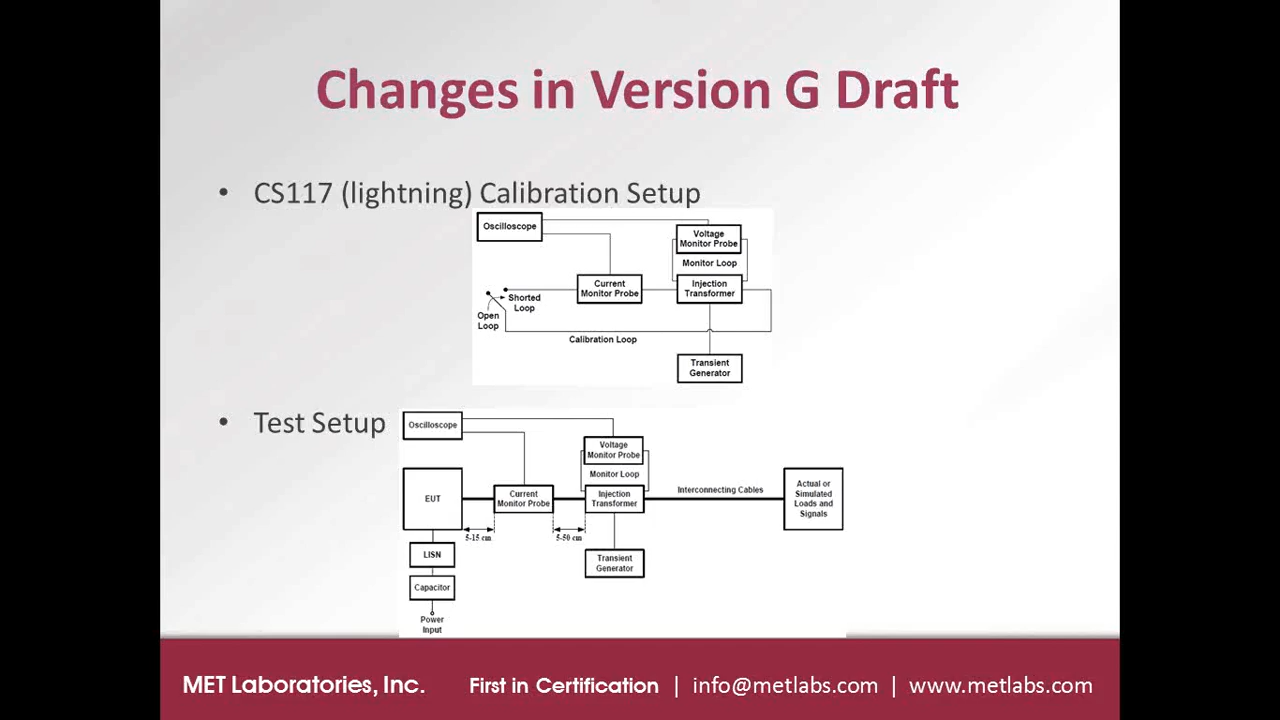 Changes in Version G Draft
• CS117 (lightning) Calibration Setup
Oscilloscope
Voltage
Monitor Probe
Monitor Loop
Current
Monitor Probe
Injection
Transformer
Shorted
Loop
Open
Loop
Calibration Loop
Transient
Generator
• Test Setup
Oscilloscope
Voltage
Monitor Probe
Monitor Loop
EUT
Current
Monitor Probe
Injection
Transformer
Interconnecting Cables
Actual or
Simulated
Loads and
Signals
5-15 cm
5-50 cm
LISN
Transient
Generator
Capacitor
Power
Input
MET Laboratories, Inc. First in Certification | info@metlabs.com | www.metlabs.com